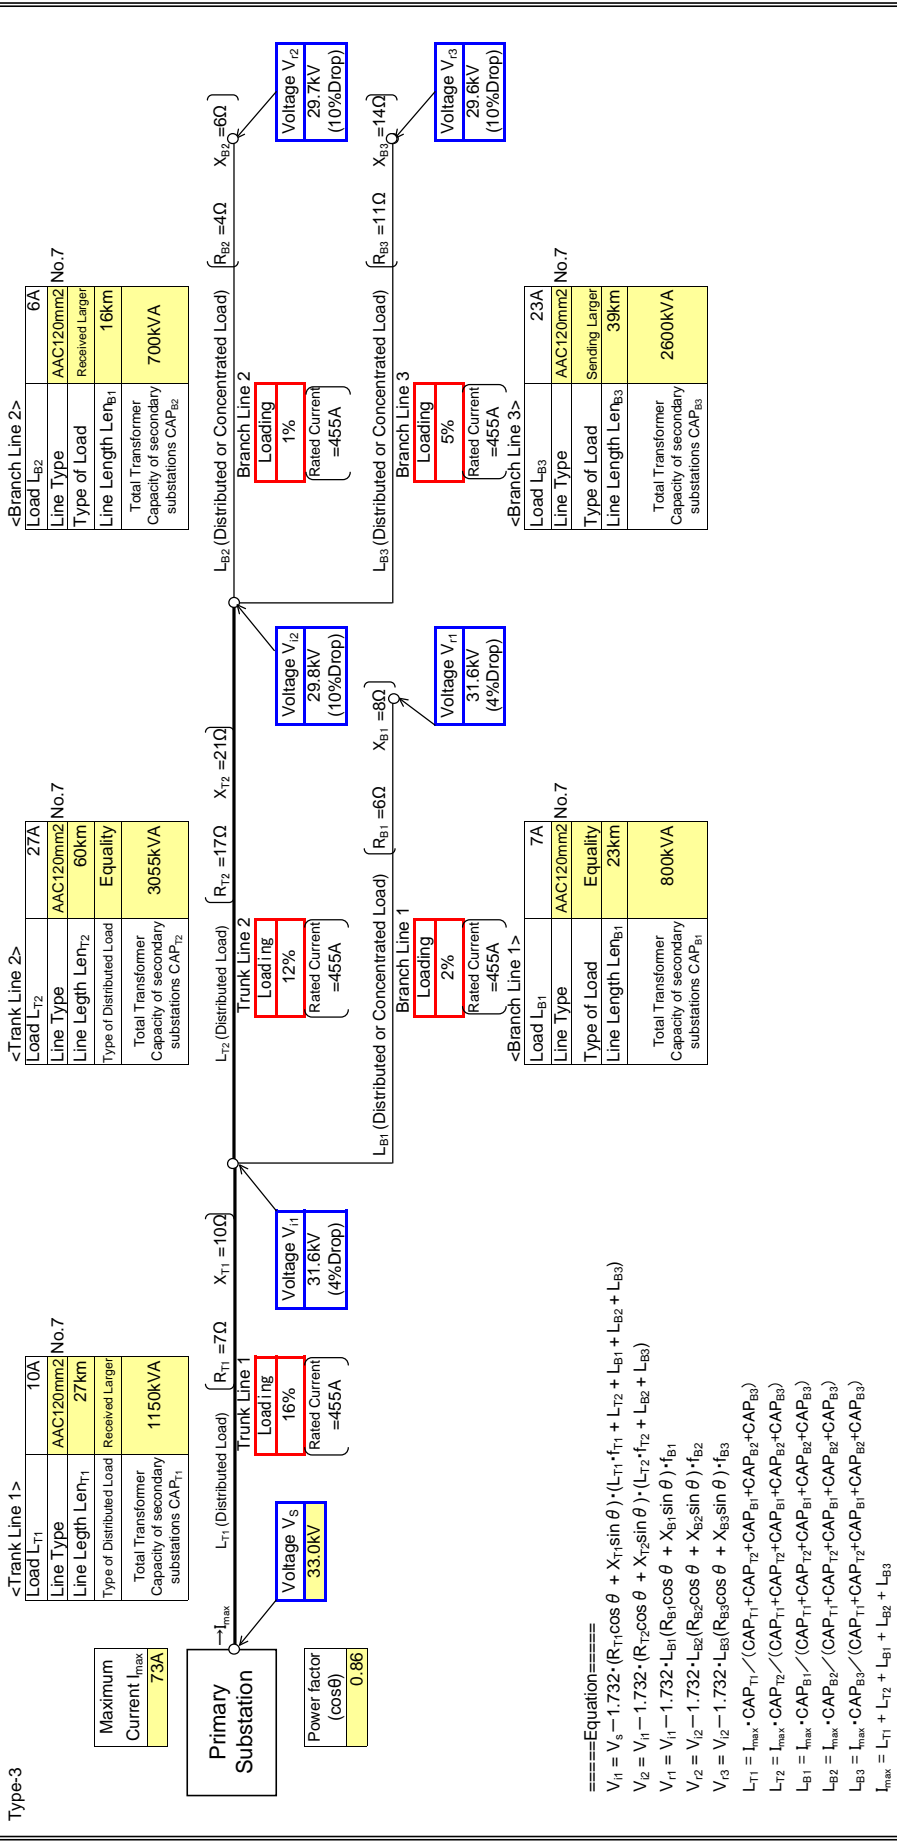 Type-3
Maximum
Current Imax
73A
Primary
Substation
→Imax
Power factor
(cosθ)
0.86
Voltage VS
33.0kV
<Trank Line 1>
Load LT1 10A
Line Type AAC120mm2 No.7
Line Legth LenT1 27km
Type of Distributed Load Received Larger
Total Transformer
Capacity of secondary
substations CAPT1
1150kVA
LT1 (Distributed Load)
RT1 =7Ω XT1 =10Ω
Trunk Line 1
Loading
16%
Rated Current
=455A
Voltage Vi1
31.6kV
(4%Drop)
<Trank Line 2>
Load LT2 27A
Line Type AAC120mm2 No.7
Line Legth LenT2 60km
Type of Distributed Load Equality
Total Transformer
Capacity of secondary
substations CAPT2
3055kVA
LT2 (Distributed Load)
RT2 =17Ω XT2 =21Ω
Trunk Line 2
Loading
12%
Rated Current
=455A
Voltage Vi2
29.8kV
(10%Drop)
LB1 (Distributed or Concentrated Load)
RB1 =6Ω XB1 =8Ω
Branch Line 1
Loading
2%
Rated Current
=455A
Voltage Vr1
31.6kV
(4%Drop)
<Branch Line 1>
Load LB1 7A
Line Type AAC120mm2 No.7
Type of Load Equality
Line Length LenB1 23km
Total Transformer
Capacity of secondary
substations CAPB1
800kVA
<Branch Line 2>
Load LB2 6A
Line Type AAC120mm2 No.7
Type of Load Received Larger
Line Length LenB1 16km
Total Transformer
Capacity of secondary
substations CAPB2
700kVA
LB2 (Distributed or Concentrated Load)
RB2 =4Ω XB2 =6Ω
Branch Line 2
Loading
1%
Rated Current
=455A
Voltage Vr2
29.7kV
(10%Drop)
LB3 (Distributed or Concentrated Load)
RB3 =11Ω XB3 =14Ω
Branch Line 3
Loading
5%
Rated Current
=455A
Voltage Vr3
29.6kV
(10%Drop)
<Branch Line 3>
Load LB3 23A
Line Type AAC120mm2 No.7
Type of Load Sending Larger
Line Length LenB3 39km
Total Transformer
Capacity of secondary
substations CAPB3
2600kVA
=====Equation=====
Vi1 = Vs－1.732･(RT1cos θ + XT1sin θ)･(LT1･fT1 + LT2 + LB1 + LB2 + LB3)
Vi2 = Vi1－1.732･(RT2cos θ + XT2sin θ)･(LT2･fT2 + LB2 + LB3)
Vr1 = Vi1－1.732･LB1(RB1cos θ + XB1sin θ)･fB1
Vr2 = Vi2－1.732･LB2(RB2cos θ + XB2sin θ)･fB2
Vr3 = Vi2－1.732･LB3(RB3cos θ + XB3sin θ)･fB3
LT1 = Imax･CAPT1／(CAPT1+CAPT2+CAPB1+CAPB2+CAPB3)
LT2 = Imax･CAPT2／(CAPT1+CAPT2+CAPB1+CAPB2+CAPB3)
LB1 = Imax･CAPB1／(CAPT1+CAPT2+CAPB1+CAPB2+CAPB3)
LB2 = Imax･CAPB2／(CAPT1+CAPT2+CAPB1+CAPB2+CAPB3)
LB3 = Imax･CAPB3／(CAPT1+CAPT2+CAPB1+CAPB2+CAPB3)
Imax = LT1 + LT2 + LB1 + LB2 + LB3